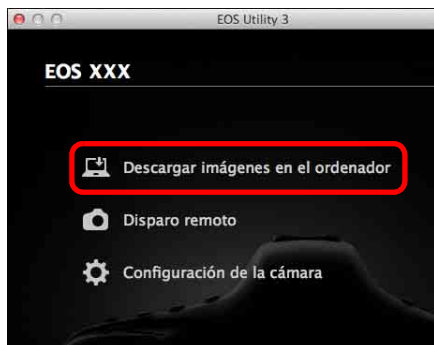 EOS Utility 3
EOS XXX
Descargar imágenes en el ordenador
Disparo remoto
Configuración de la cámara